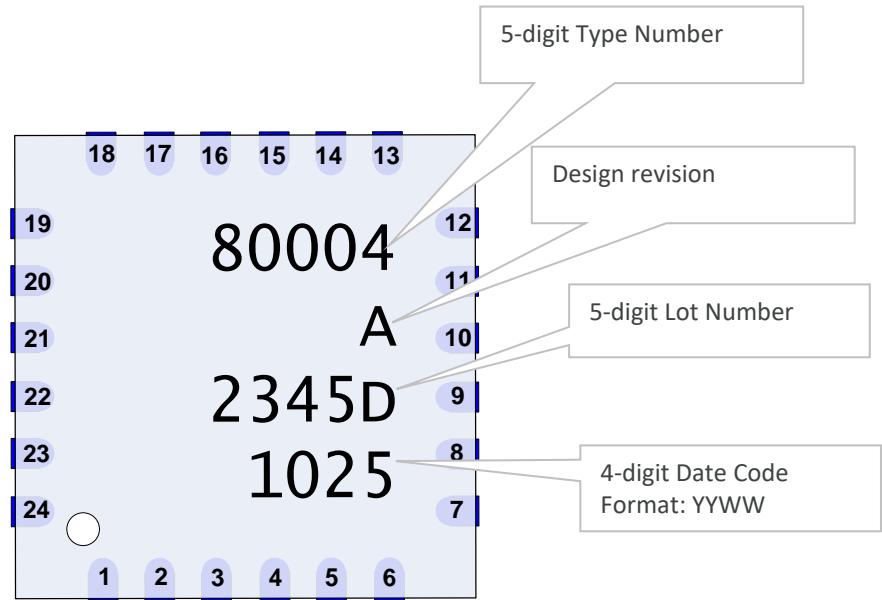 5-digit Type Number
18 17 16 15 14 13
Design revision
19
12
80004
20
11
5-digit Lot Number
A
21
10
2345D
22
9
23
8
1025
4-digit Date Code
Format: YYWW
24
7
1 2 3 4 5 6